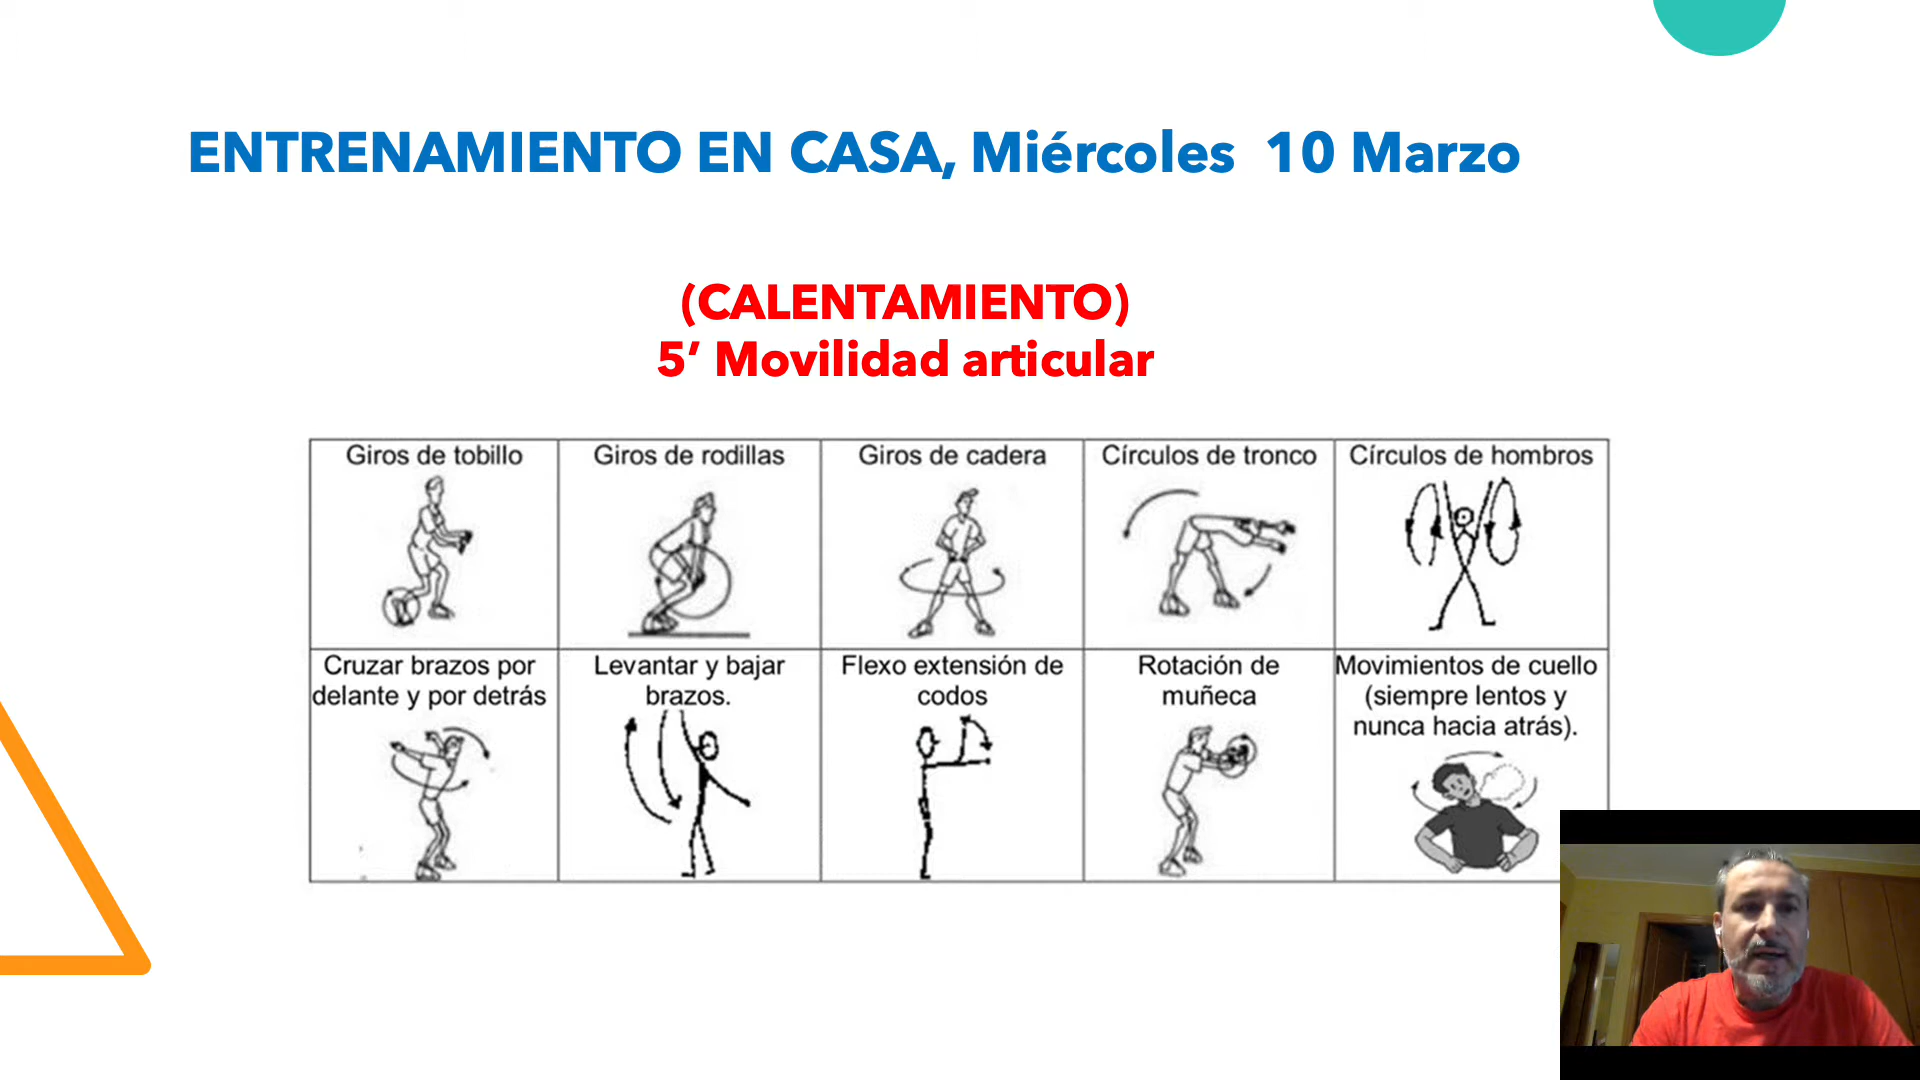 ENTRENAMIENTO EN CASA, Miércoles  10 Marzo
(CALENTAMIENTO)
5’ Movilidad articular
Giros de tobillo
Giros de rodillas
Giros de cadera
Círculos de tronco
Círculos de hombros
Cruzar brazos por
delante y por detrás
Levantar y bajar
brazos.
Flexo extensión de
codos
Rotación de
muñeca
Movimientos de cuello
(siempre lentos y
nunca hacia atrás).